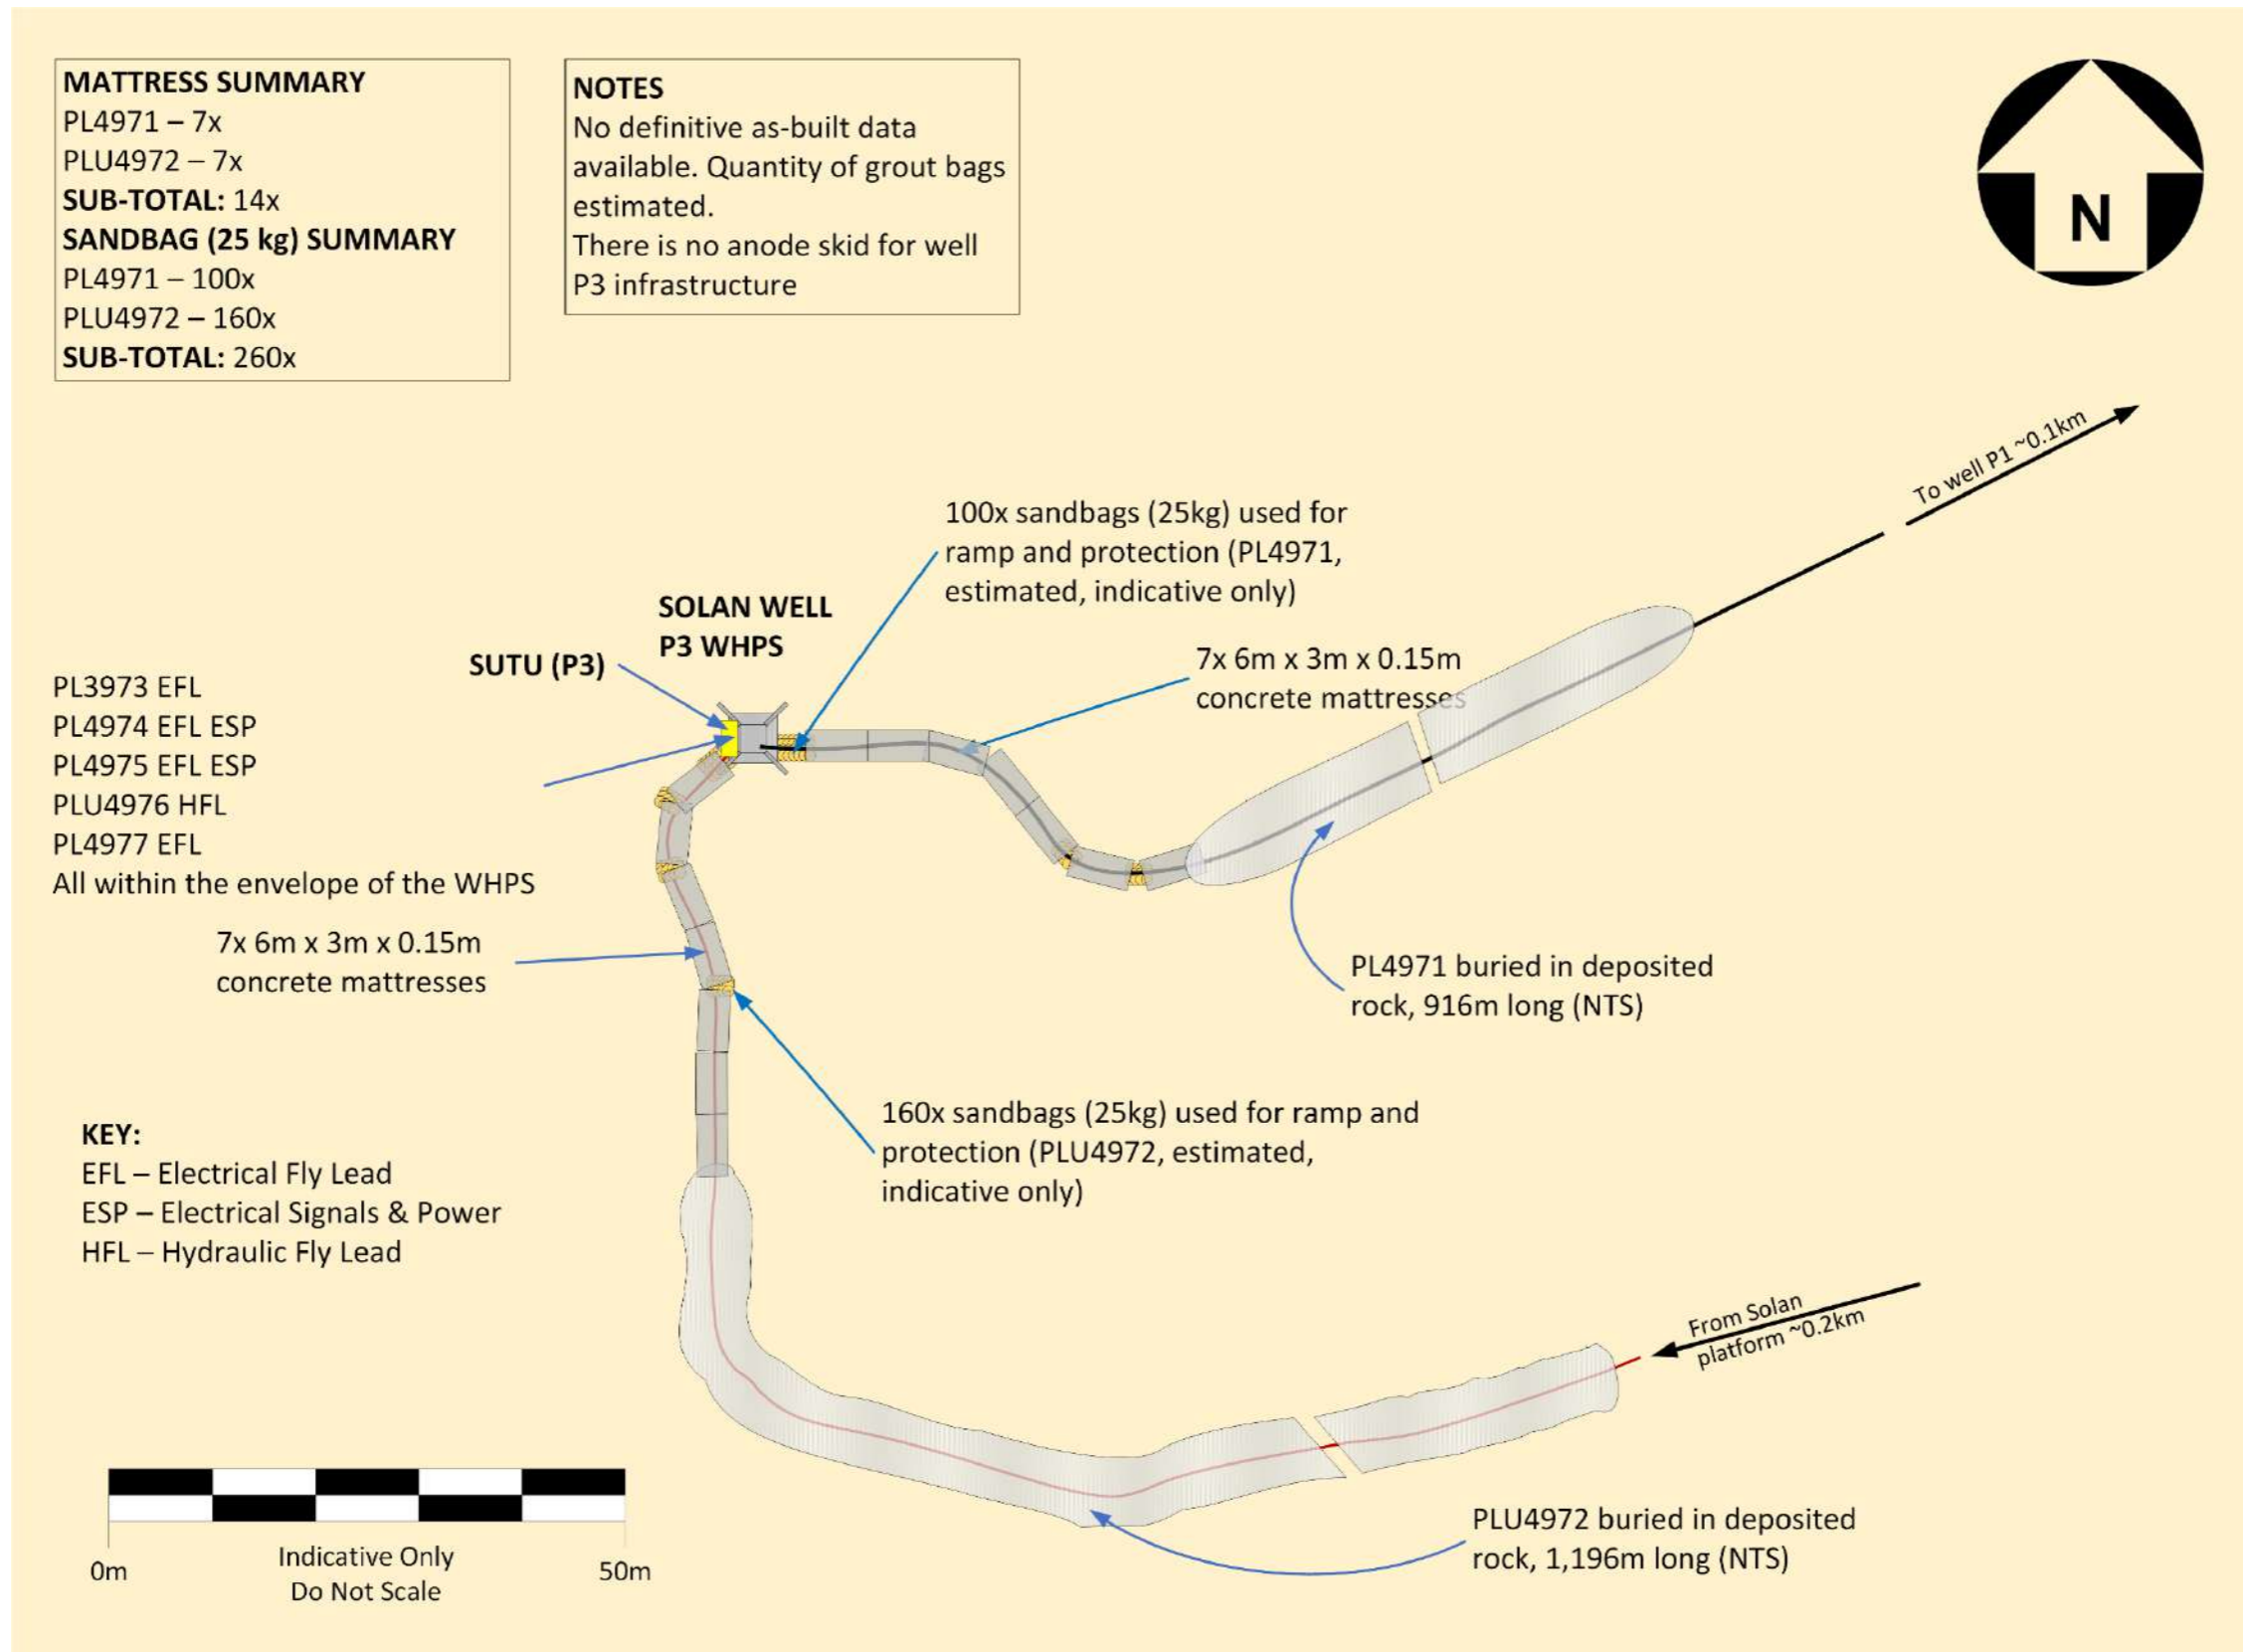 MATTRESS SUMMARY
PL4971 – 7x
PLU4972 – 7x
SUB-TOTAL: 14x
SANDBAG (25 kg) SUMMARY
PL4971 – 100x
PLU4972 – 160x
SUB-TOTAL: 260x
NOTES
No definitive as-built data
available. Quantity of grout bags
estimated.
There is no anode skid for well
P3 infrastructure
N
To well P1 ~0.1km
100x sandbags (25kg) used for
ramp and protection (PL4971,
estimated, indicative only)
SOLAN WELL
P3 WHPS
SUTU (P3)
7x 6m x 3m x 0.15m
concrete mattresses
PL3973 EFL
PL4974 EFL ESP
PL4975 EFL ESP
PLU4976 HFL
PL4977 EFL
All within the envelope of the WHPS
7x 6m x 3m x 0.15m
concrete mattresses
PL4971 buried in deposited
rock, 916m long (NTS)
160x sandbags (25kg) used for ramp and
protection (PLU4972, estimated,
indicative only)
KEY:
EFL – Electrical Fly Lead
ESP – Electrical Signals & Power
HFL – Hydraulic Fly Lead
From Solan
platform ~0.2km
PLU4972 buried in deposited
rock, 1,196m long (NTS)
0m
Indicative Only
Do Not Scale
50m